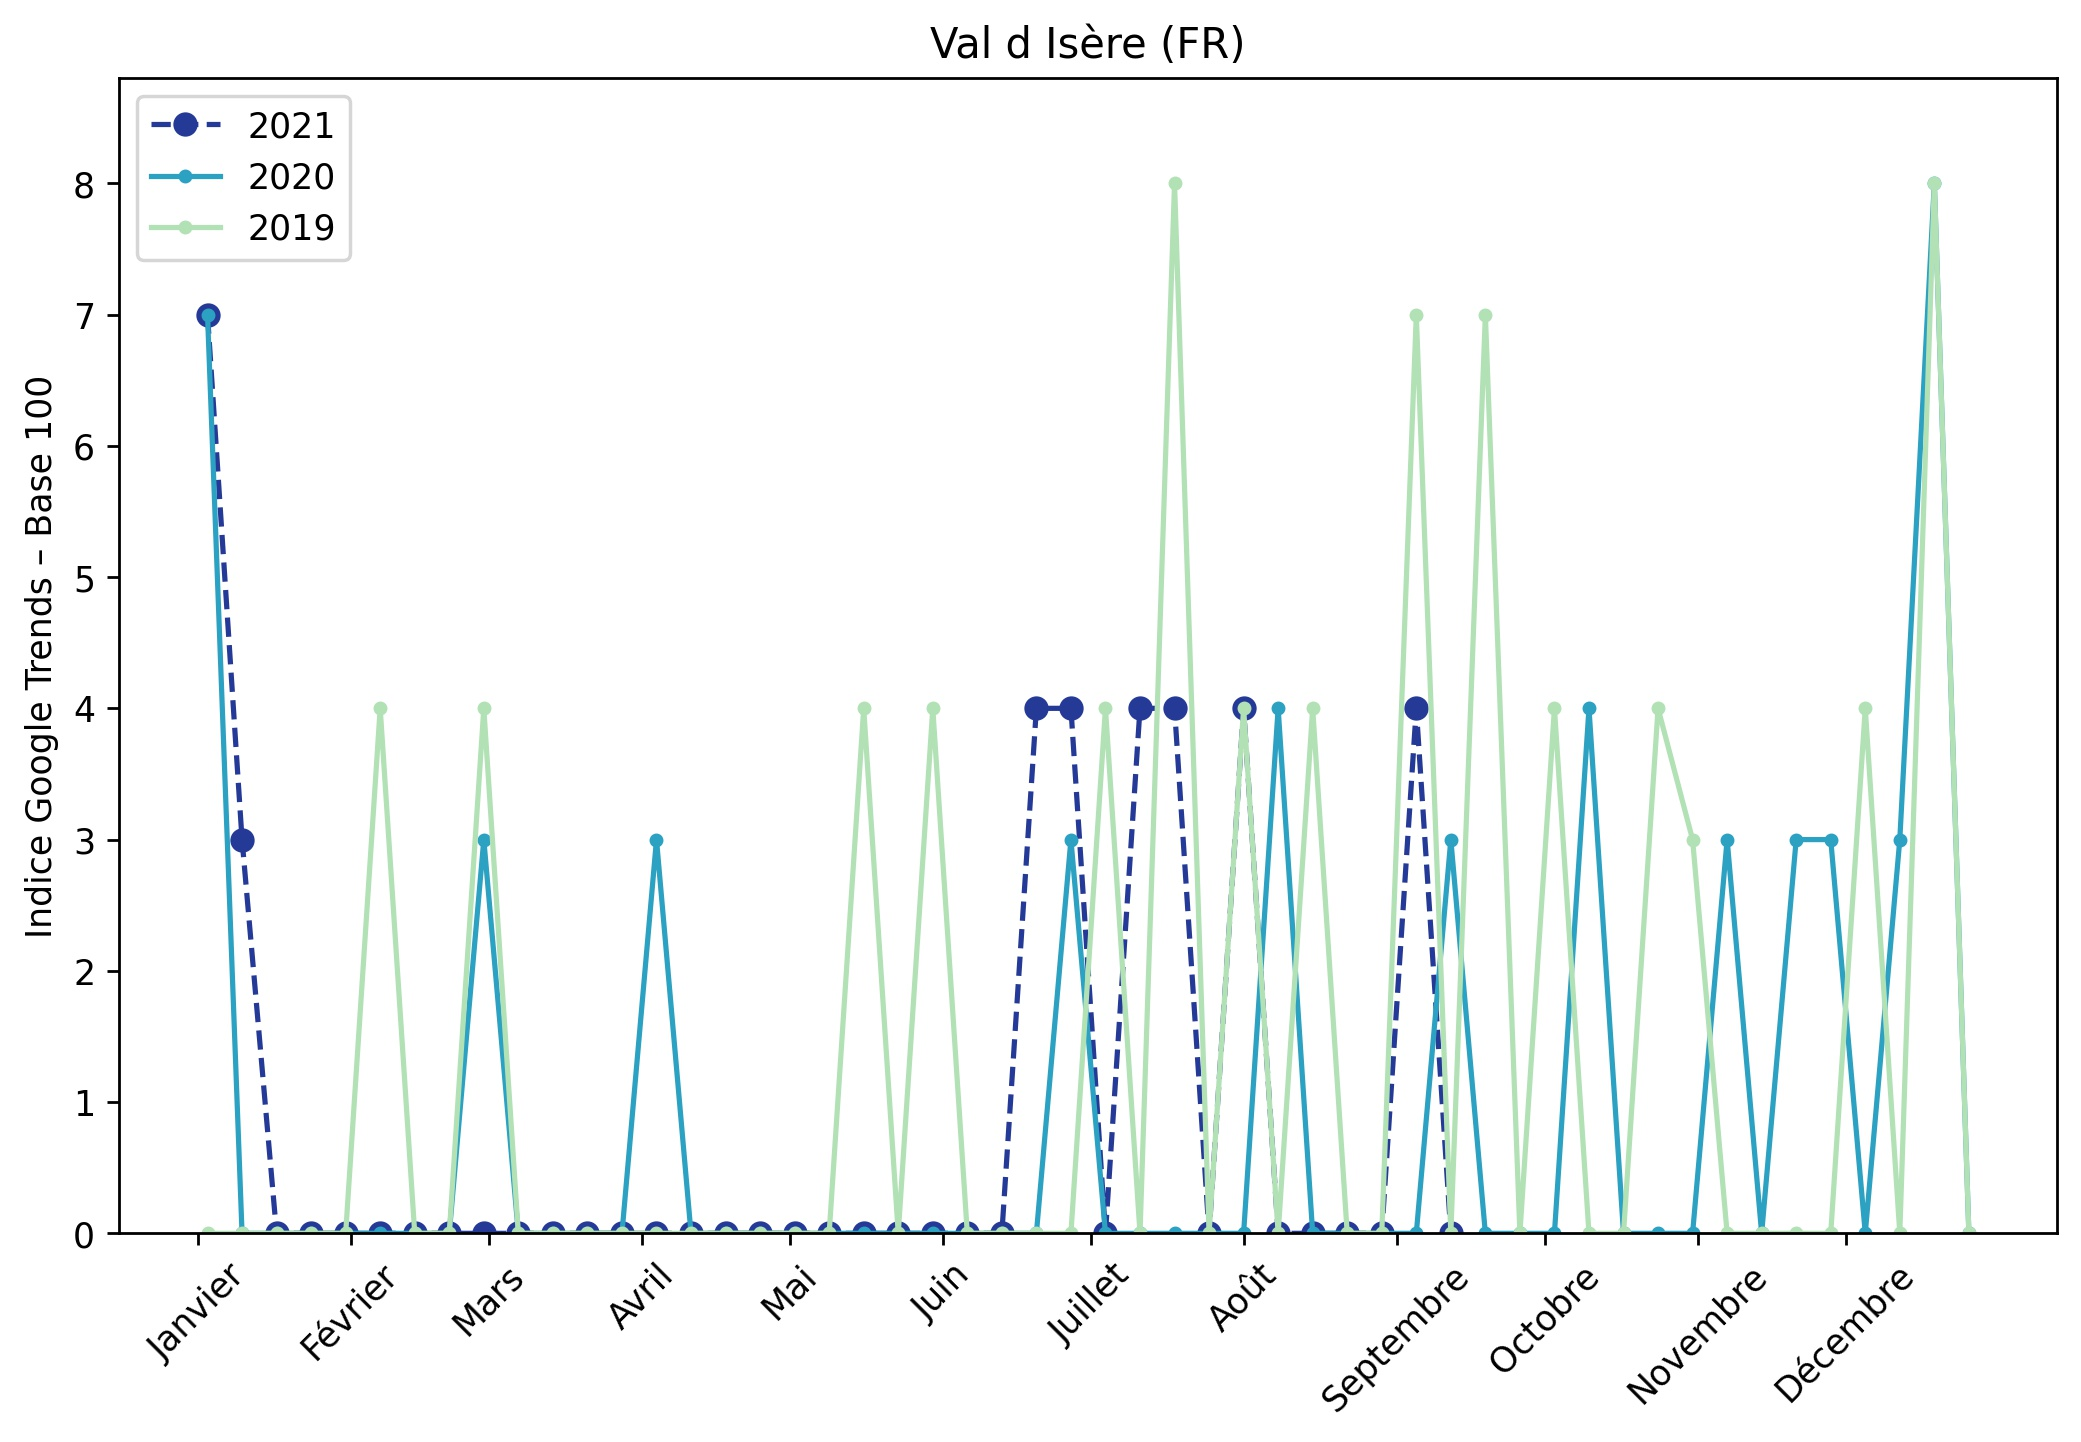 Val d Isère (FR)
2021
2020
2019
Indice Google Trends – Base 100
8
7
6
5
4
3
2
1
0
Janvier
Février
Mars
Avril
Mai
Juin
Juillet
Août
Septembre
Octobre
Novembre
Décembre